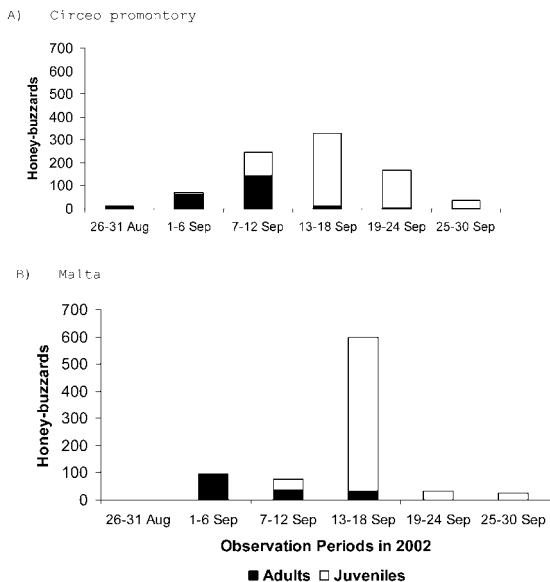 A) Circeo promontory
700
600
500
400
300
200
100
0
Honey-buzzards
26-31 Aug 1-6 Sep 7-12 Sep 13-18 Sep 19-24 Sep 25-30 Sep
B) Malta
700
600
500
400
300
200
100
0
Honey-buzzards
26-31 Aug 1-6 Sep 7-12 Sep 13-18 Sep 19-24 Sep 25-30 Sep
Observation Periods in 2002
Adults Juveniles